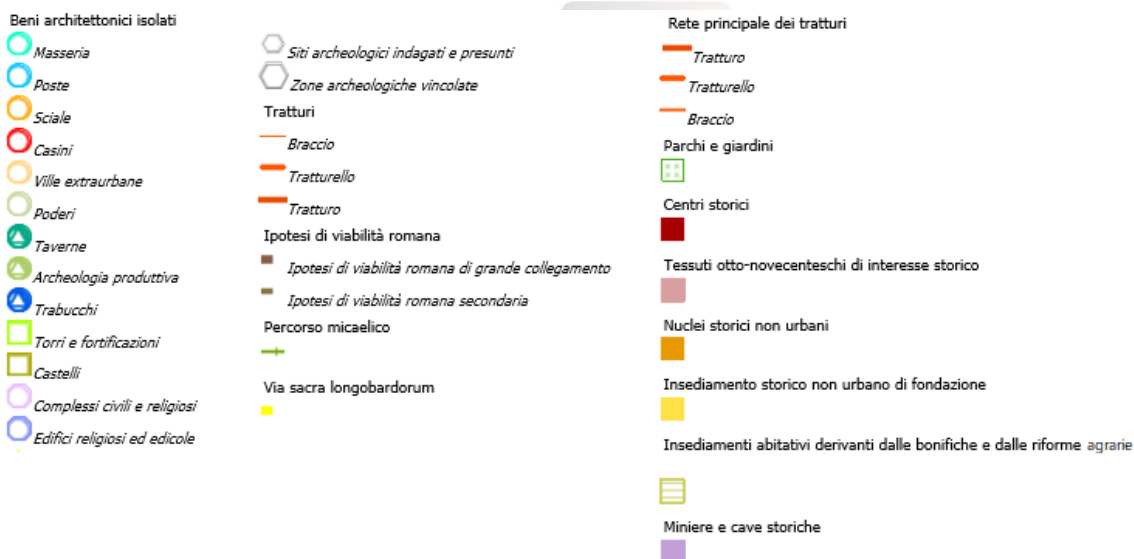 Beni architettonici isolati
Masseria
Poste
Sciale
Casini
Ville extraurbane
Poderi
Taverne
Archeologia produttiva
Trabucchi
Torri e fortificazioni
Castelli
Complessi civili e religiosi
Edifici religiosi ed edicole
Siti archeologici indagati e presunti
Zone archeologiche vincolate
Tratturi
Braccio
Tratturello
Tratturo
Ipotesi di viabilità romana
Ipotesi di viabilità romana di grande collegamento
Ipotesi di viabilità romana secondaria
Percorso micaelico
Via sacra longobardorum
Rete principale dei tratturi
Tratturo
Tratturello
Braccio
Parchi e giardini
Centri storici
Tessuti otto-novecenteschi di interesse storico
Nuclei storici non urbani
Insediamento storico non urbano di fondazione
Insediamenti abitativi derivanti dalle bonifiche e dalle riforme agrarie
Miniere e cave storiche